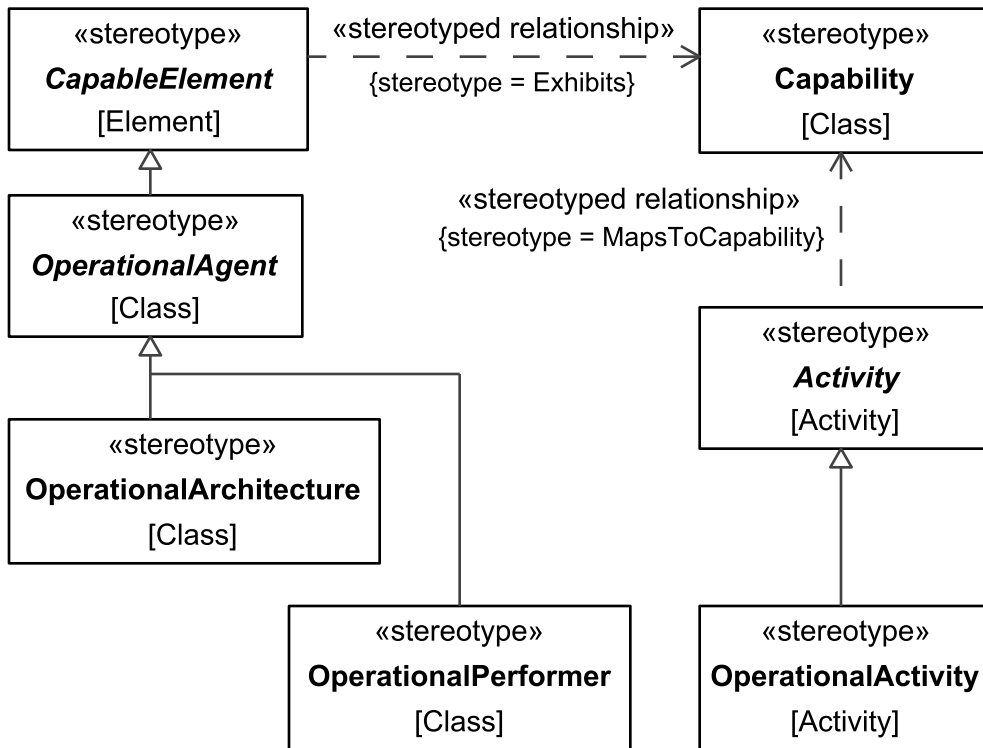 «stereotype»
CapableElement
[Element]
«stereotyped relationship»
{stereotype = Exhibits}
«stereotype»
Capability
[Class]
«stereotyped relationship»
{stereotype = MapsToCapability}
«stereotype»
OperationalAgent
[Class]
«stereotype»
Activity
[Activity]
«stereotype»
OperationalArchitecture
[Class]
«stereotype»
OperationalPerformer
[Class]
«stereotype»
OperationalActivity
[Activity]